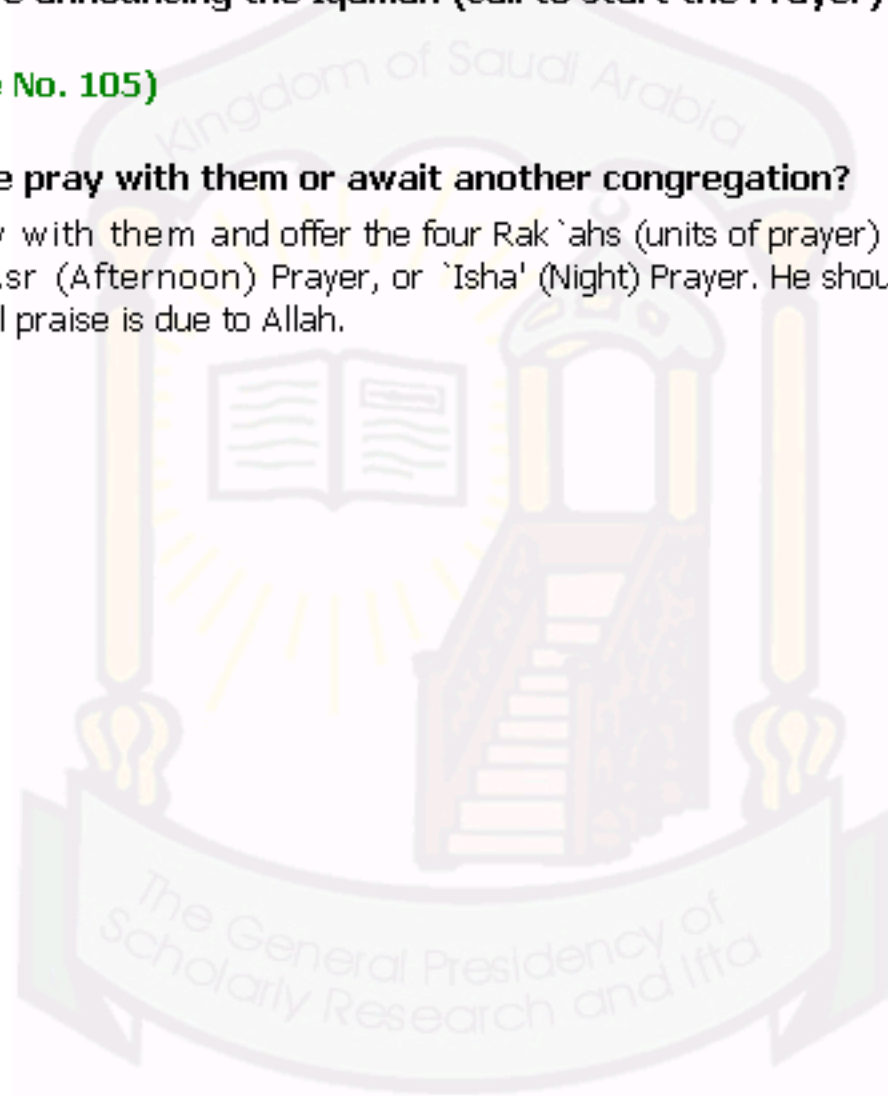 announcing the Iqamah (call to start the Prayer)
No. 105)
Kingdom of Saudi Arabia
e pray with them or await another congregation?
with them and offer the four Rak`ahs (units of prayer)
.sr (Afternoon) Prayer, or `Isha' (Night) Prayer. He shou
l praise is due to Allah.
The General Presidency of
Scholarly Research and Ifta